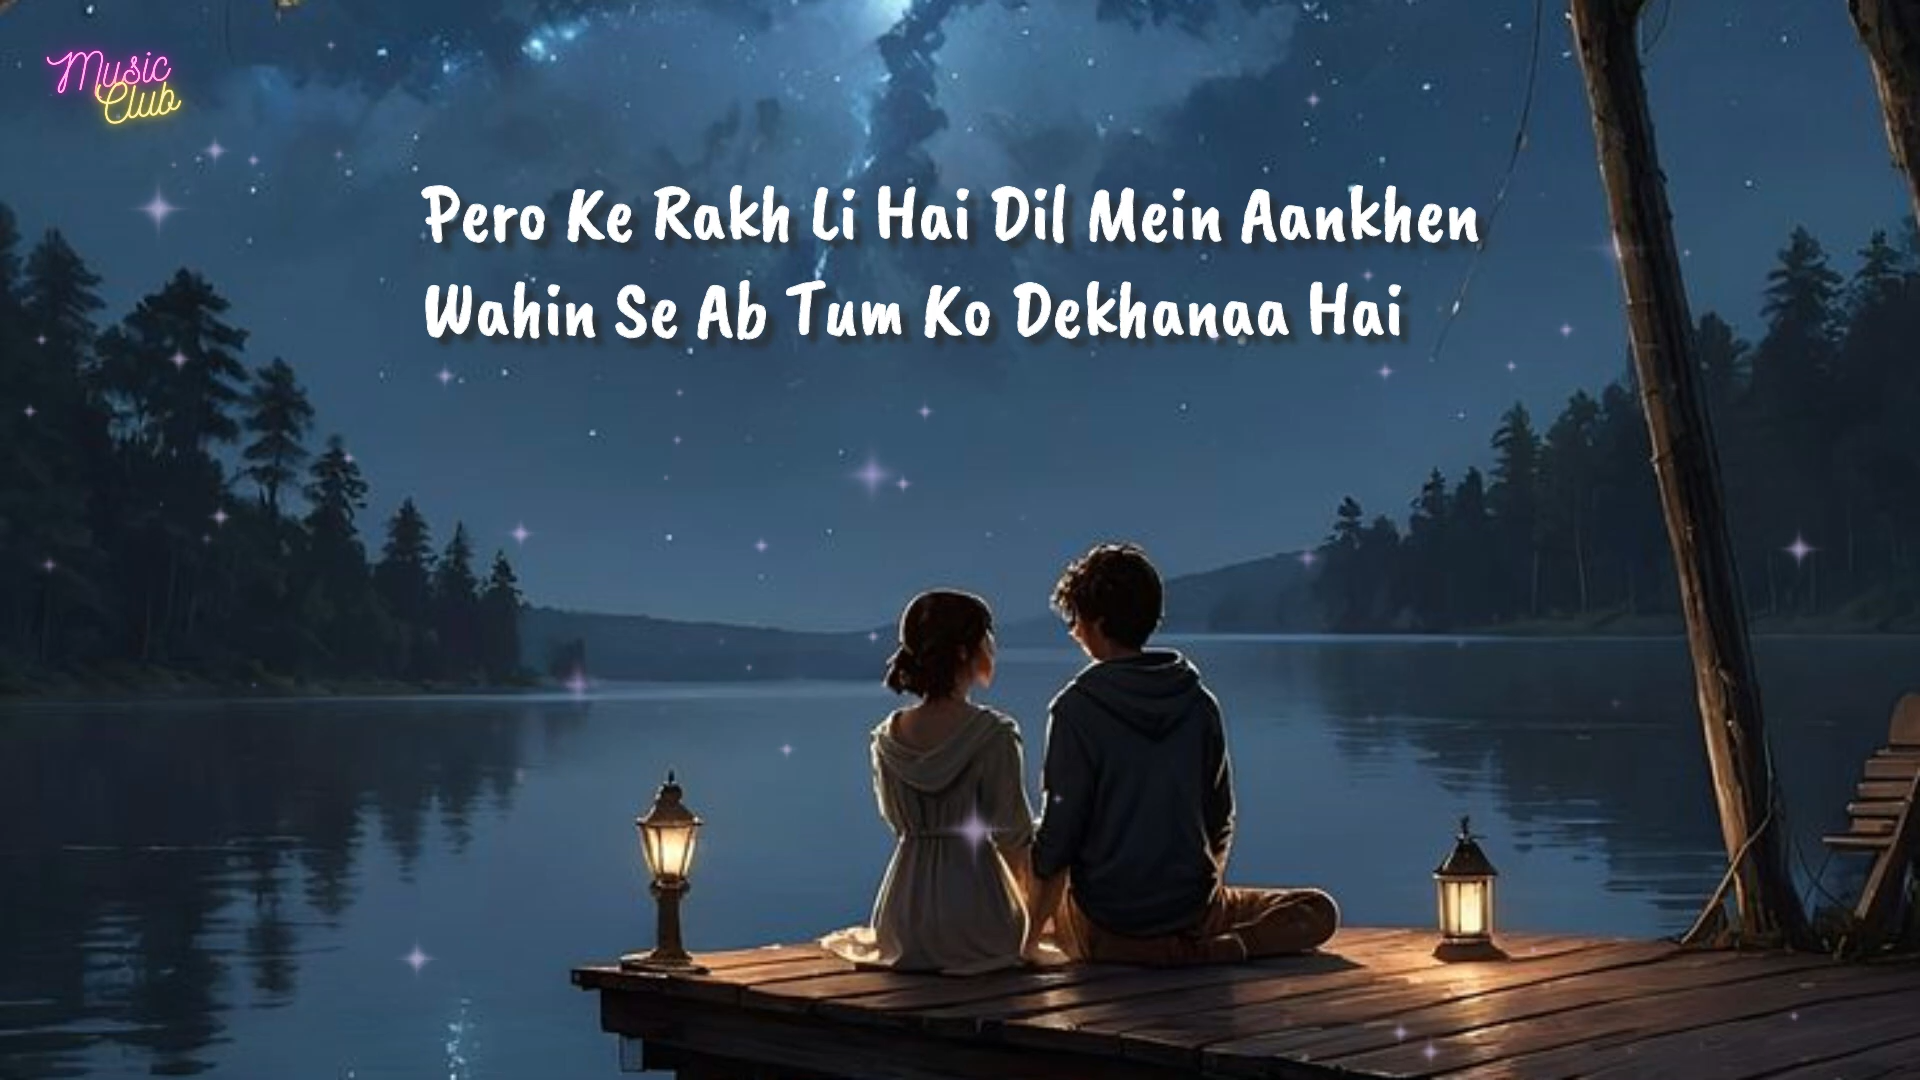 Music
Club
Pero Ke Rakh Li Hai Dil Mein Aankhen
Wahin Se Ab Tum Ko Dekhanaa Hai